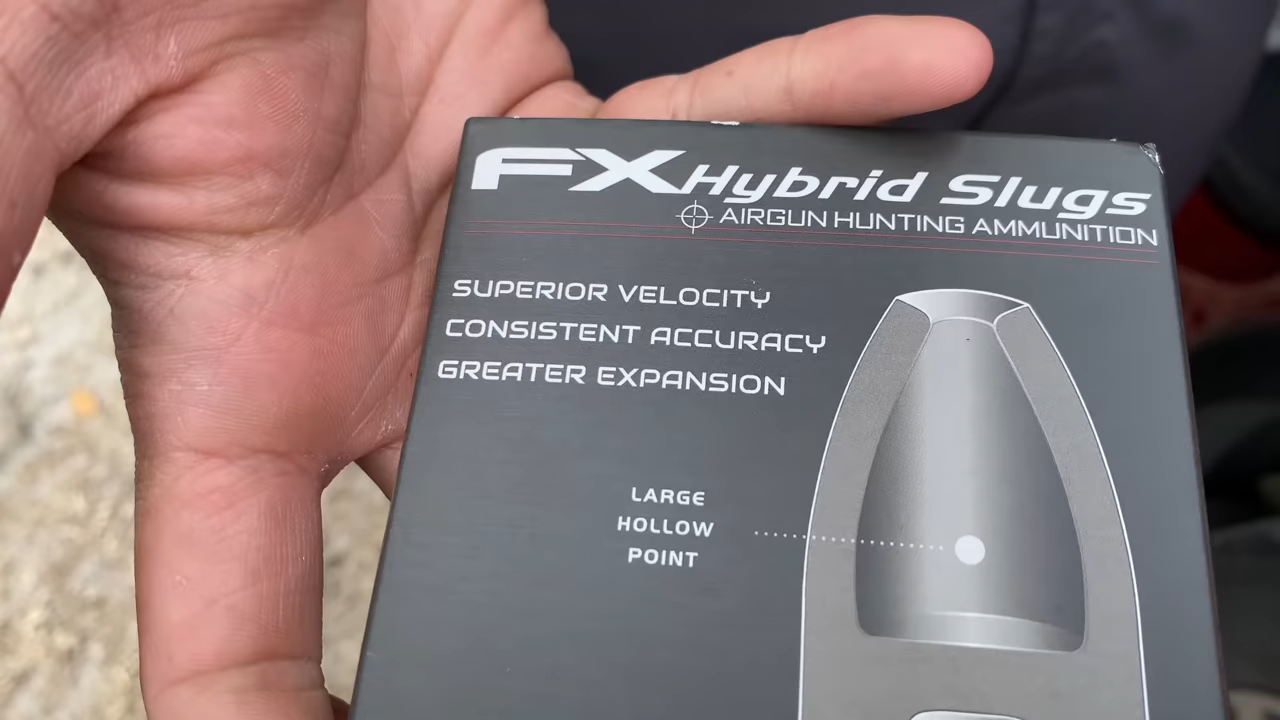 FX Hybrid Slugs
AIRGUN HUNTING AMMUNITION
SUPERIOR VELOCITY
CONSISTENT ACCURACY
GREATER EXPANSION
LARGE
HOLLOW
POINT